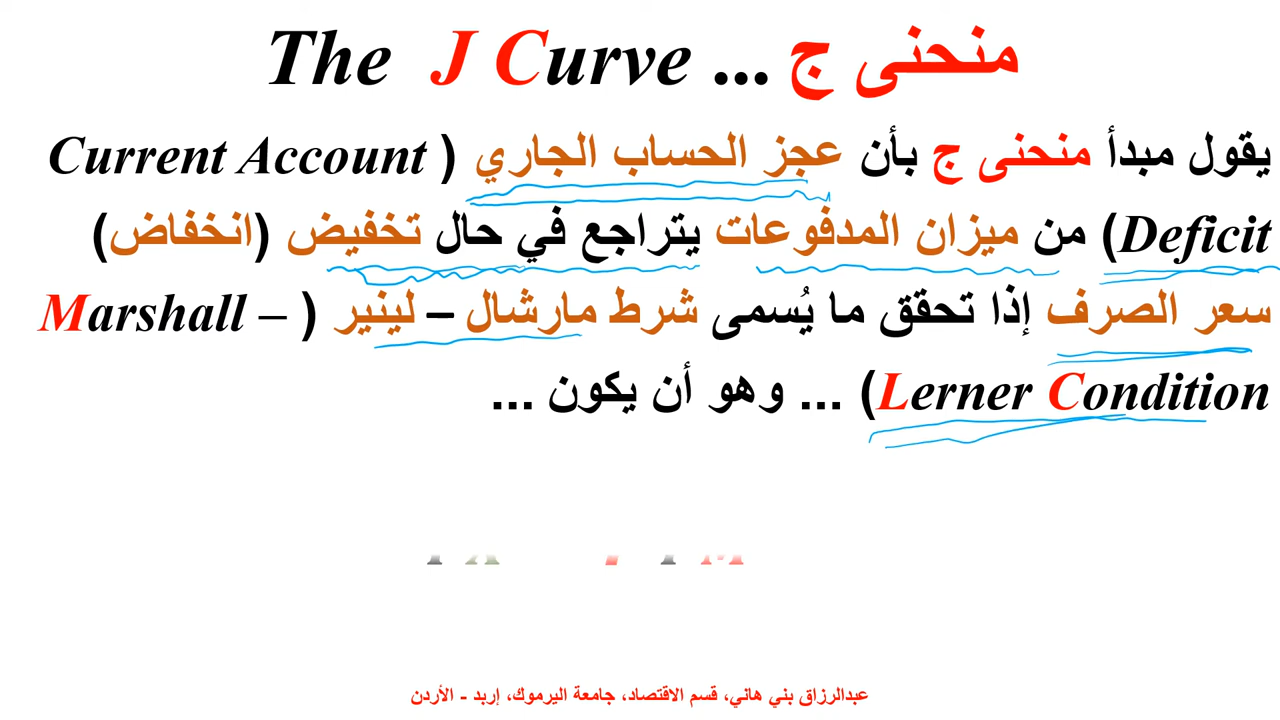 The J Curve ... منحنى ج
يقول مبدأ منحنى ج بأن عجز الحساب الجاري (Current Account
Deficit) من ميزان المدفوعات يتراجع في حال تخفيض (انخفاض)
سعر الصرف إذا تحقق ما يُسمى شرط مارشال – لينير (Marshall –
Lerner Condition) ... وهو أن يكون ...
عبدالرزاق بني هاني، قسم الاقتصاد، جامعة اليرموك، إربد - الأردن